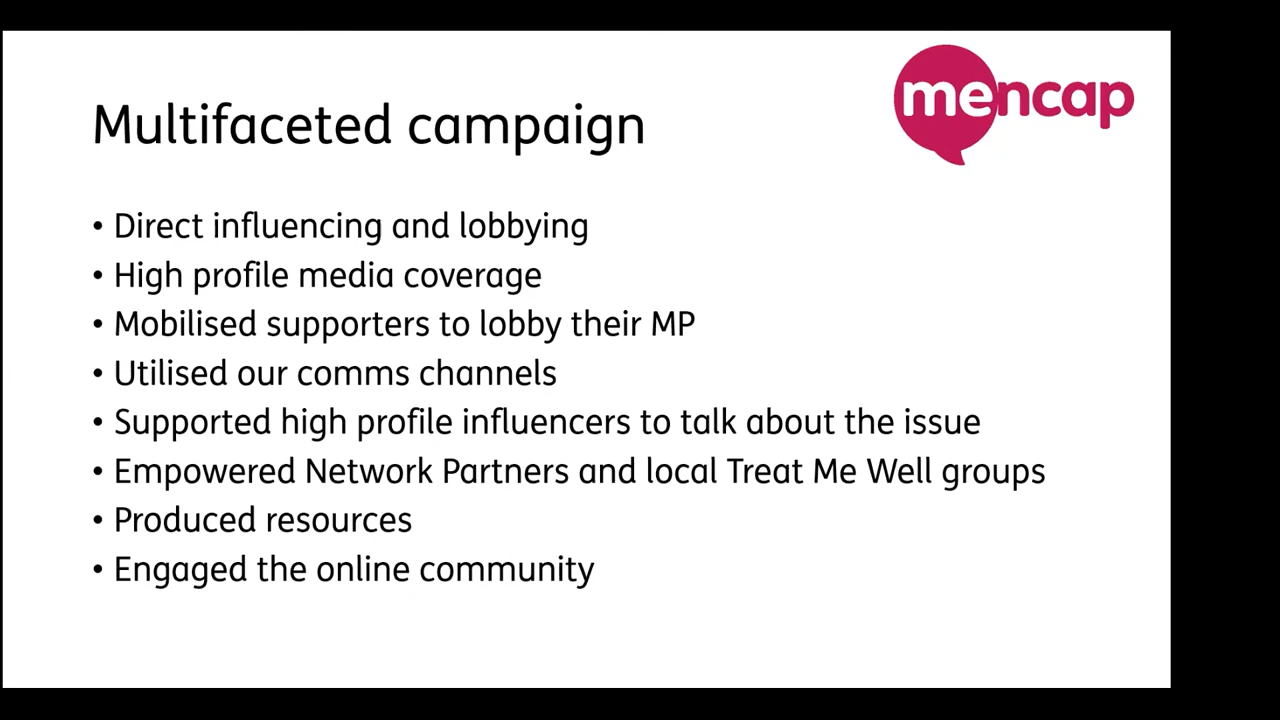 mencap
Multifaceted campaign
• Direct influencing and lobbying
• High profile media coverage
• Mobilised supporters to lobby their MP
• Utilised our comms channels
• Supported high profile influencers to talk about the issue
• Empowered Network Partners and local Treat Me Well groups
• Produced resources
• Engaged the online community